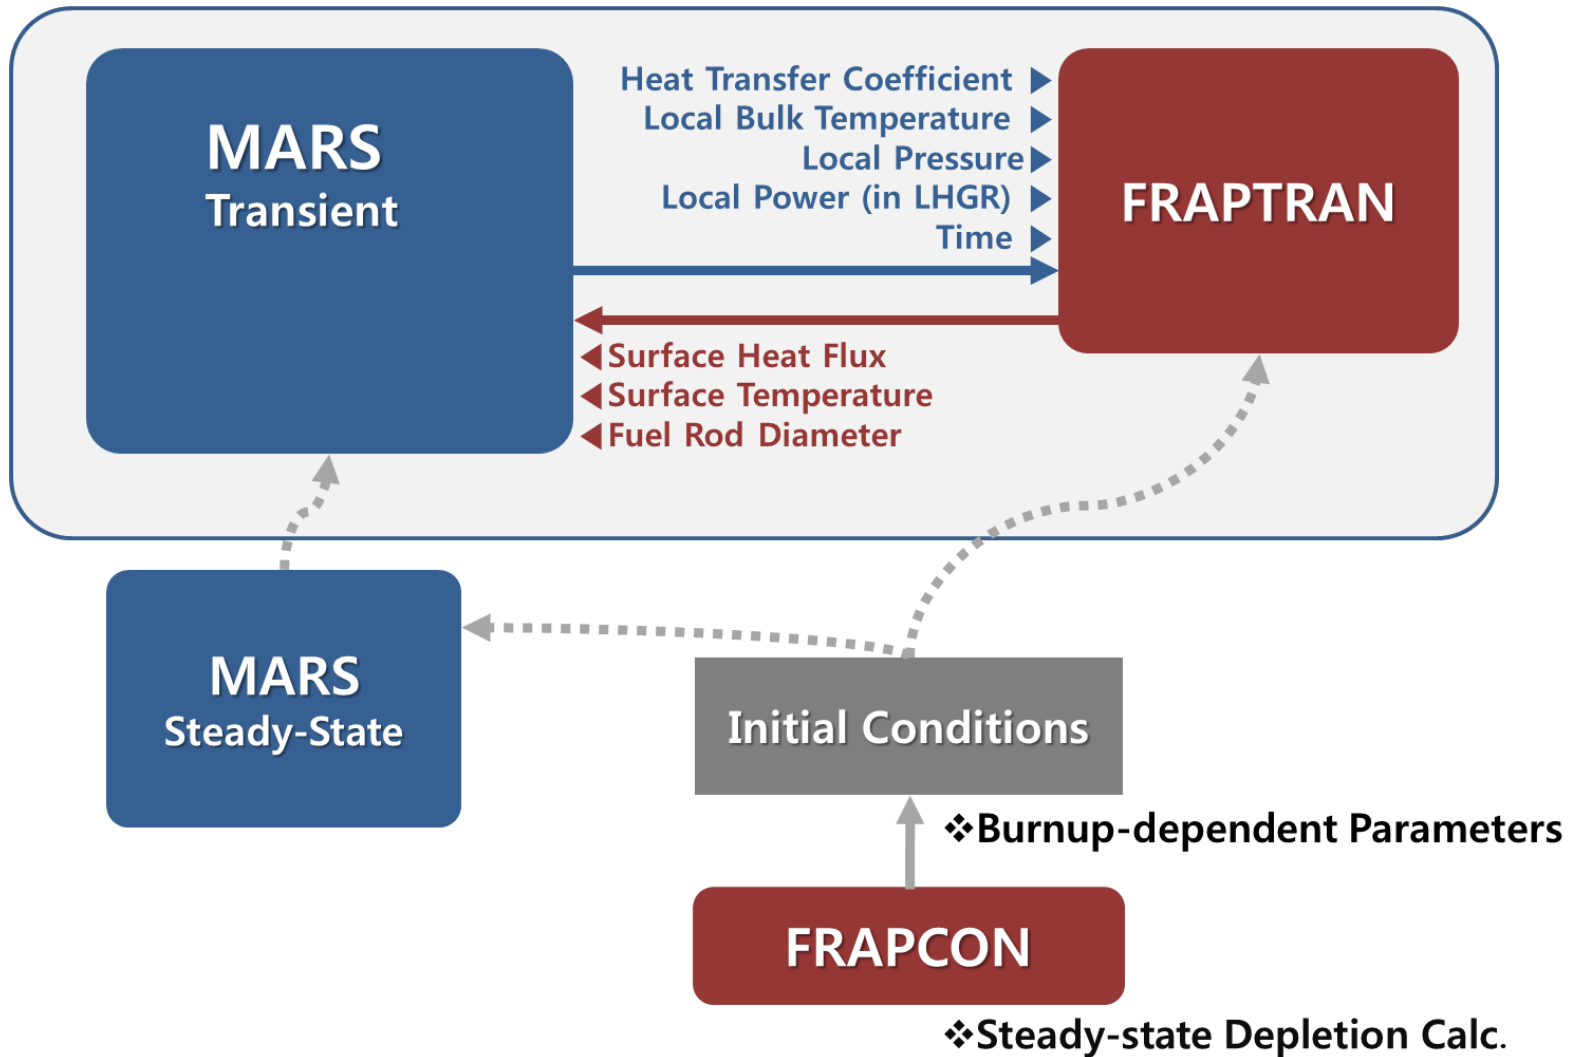 MARS
Transient
Heat Transfer Coefficient ▶
Local Bulk Temperature ▶
Local Pressure▶
Local Power (in LHGR) ▶
Time ▶
FRAPTRAN
◀Surface Heat Flux
◀Surface Temperature
◀Fuel Rod Diameter
MARS
Steady-State
Initial Conditions
❖Burnup-dependent Parameters
FRAPCON
❖Steady-state Depletion Calc.